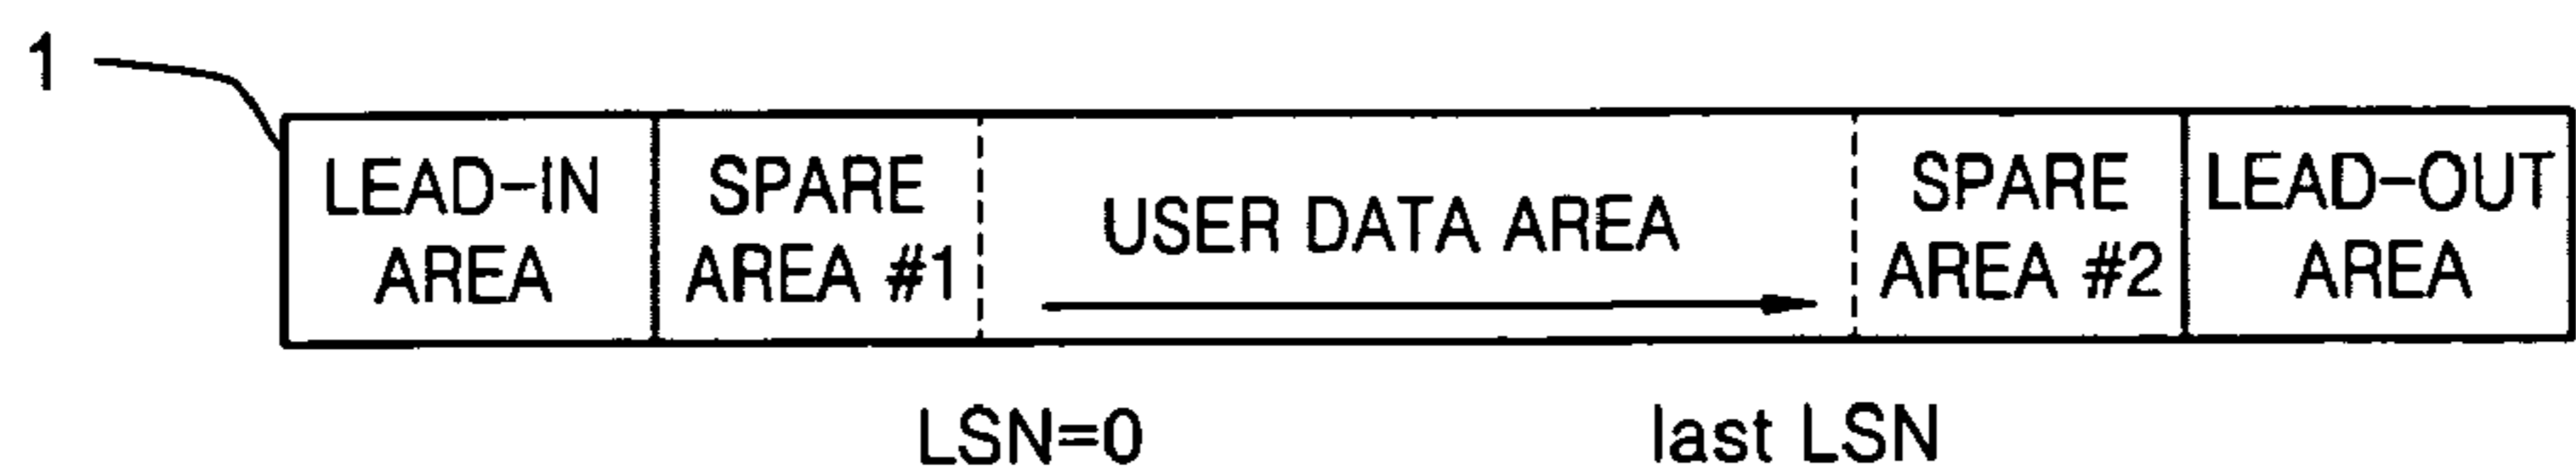 1
LEAD-IN
AREA
SPARE
AREA #1
USER DATA AREA
SPARE
AREA #2
LEAD-OUT
AREA
LSN=0
last LSN